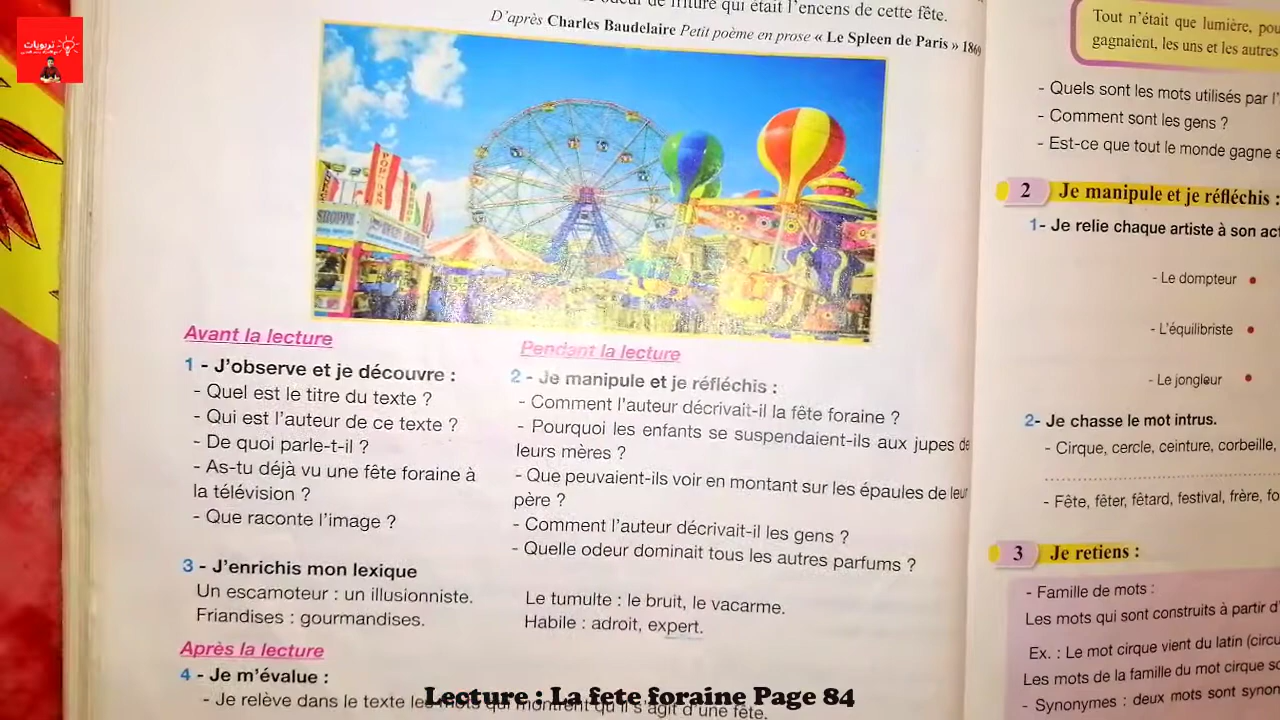 تربويات
odeur de friture qui était l'encens de cette fête.
D'après Charles Baudelaire Petit poème en prose « Le Spleen de Paris » 1869
POPCORN
SHOPPE
Avant la lecture
1 - J'observe et je découvre :
- Quel est le titre du texte ?
- Qui est l'auteur de ce texte ?
- De quoi parle-t-il ?
- As-tu déjà vu une fête foraine à
la télévision ?
- Que raconte l'image ?
Pendant la lecture
2 - Je manipule et je réfléchis :
- Comment l'auteur décrivait-il la fête foraine ?
- Pourquoi les enfants se suspendaient-ils aux jupes de
leurs mères ?
- Que peuvaient-ils voir en montant sur les épaules de leur
père ?
- Comment l'auteur décrivait-il les gens ?
- Quelle odeur dominait tous les autres parfums ?
3 - J'enrichis mon lexique
Un escamoteur : un illusionniste.
Friandises : gourmandises.
Le tumulte : le bruit, le vacarme.
Habile : adroit, expert.
Après la lecture
4 - Je m'évalue :
- Je relève dans le texte les mots qui montrent qu'il s'agit d'une fête.
Lecture : La fete foraine Page 84
Tout n'était que lumière, pou
gagnaient, les uns et les autres
- Quels sont les mots utilisés par l'
- Comment sont les gens ?
- Est-ce que tout le monde gagne
2 Je manipule et je réfléchis :
1- Je relie chaque artiste à son act
- Le dompteur
- L'équilibriste
- Le jongleur
2- Je chasse le mot intrus.
- Cirque, cercle, ceinture, corbeille,
- Fête, fêter, fêtard, festival, frère, fo
3 Je retiens :
- Famille de mots :
Les mots qui sont construits à partir d'
Ex. : Le mot cirque vient du latin (circu
Les mots de la famille du mot cirque so
- Synonymes : deux mots sont synon